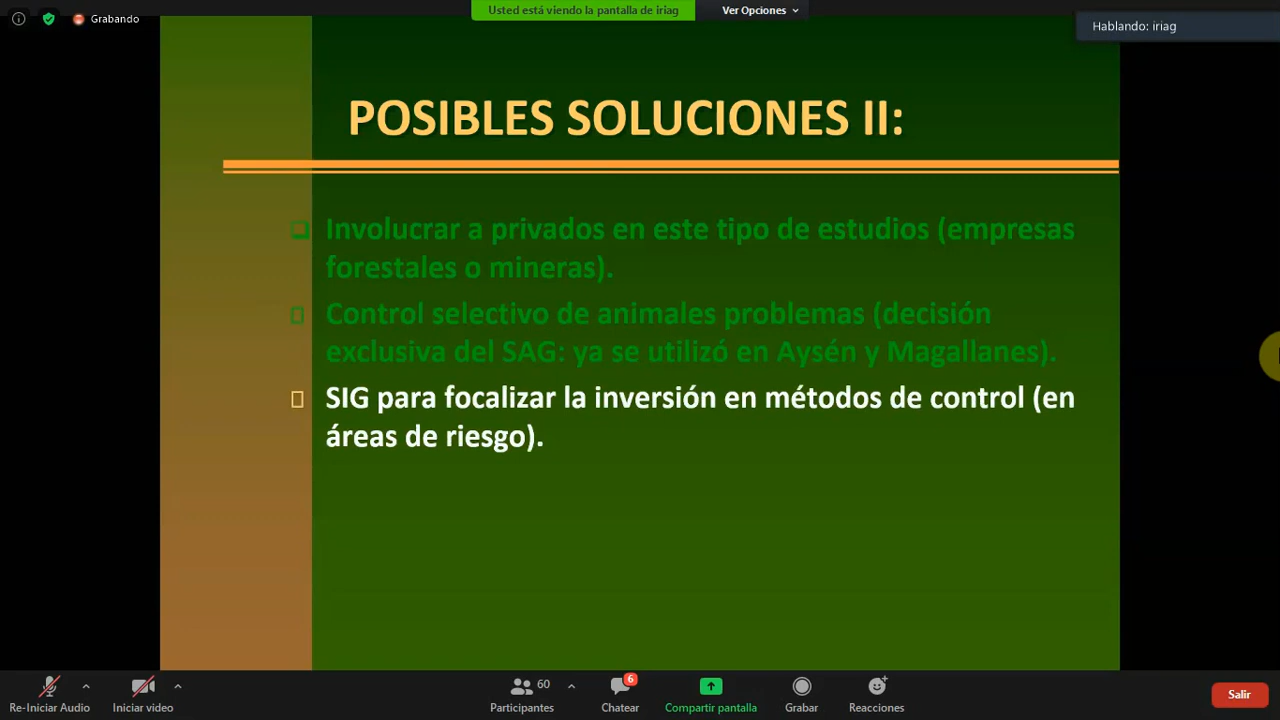 Grabando
Usted está viendo la pantalla de iriag
Ver Opciones
Hablando: iriag
POSIBLES SOLUCIONES II:
Involucrar a privados en este tipo de estudios (empresas
forestales o mineras).
Control selectivo de animales problemas (decisión
exclusiva del SAG: ya se utilizó en Aysén y Magallanes).
SIG para focalizar la inversión en métodos de control (en
áreas de riesgo).
Re-Iniciar Audio
Iniciar video
60
Participantes
6
Chatear
Compartir pantalla
Grabar
Reacciones
Salir